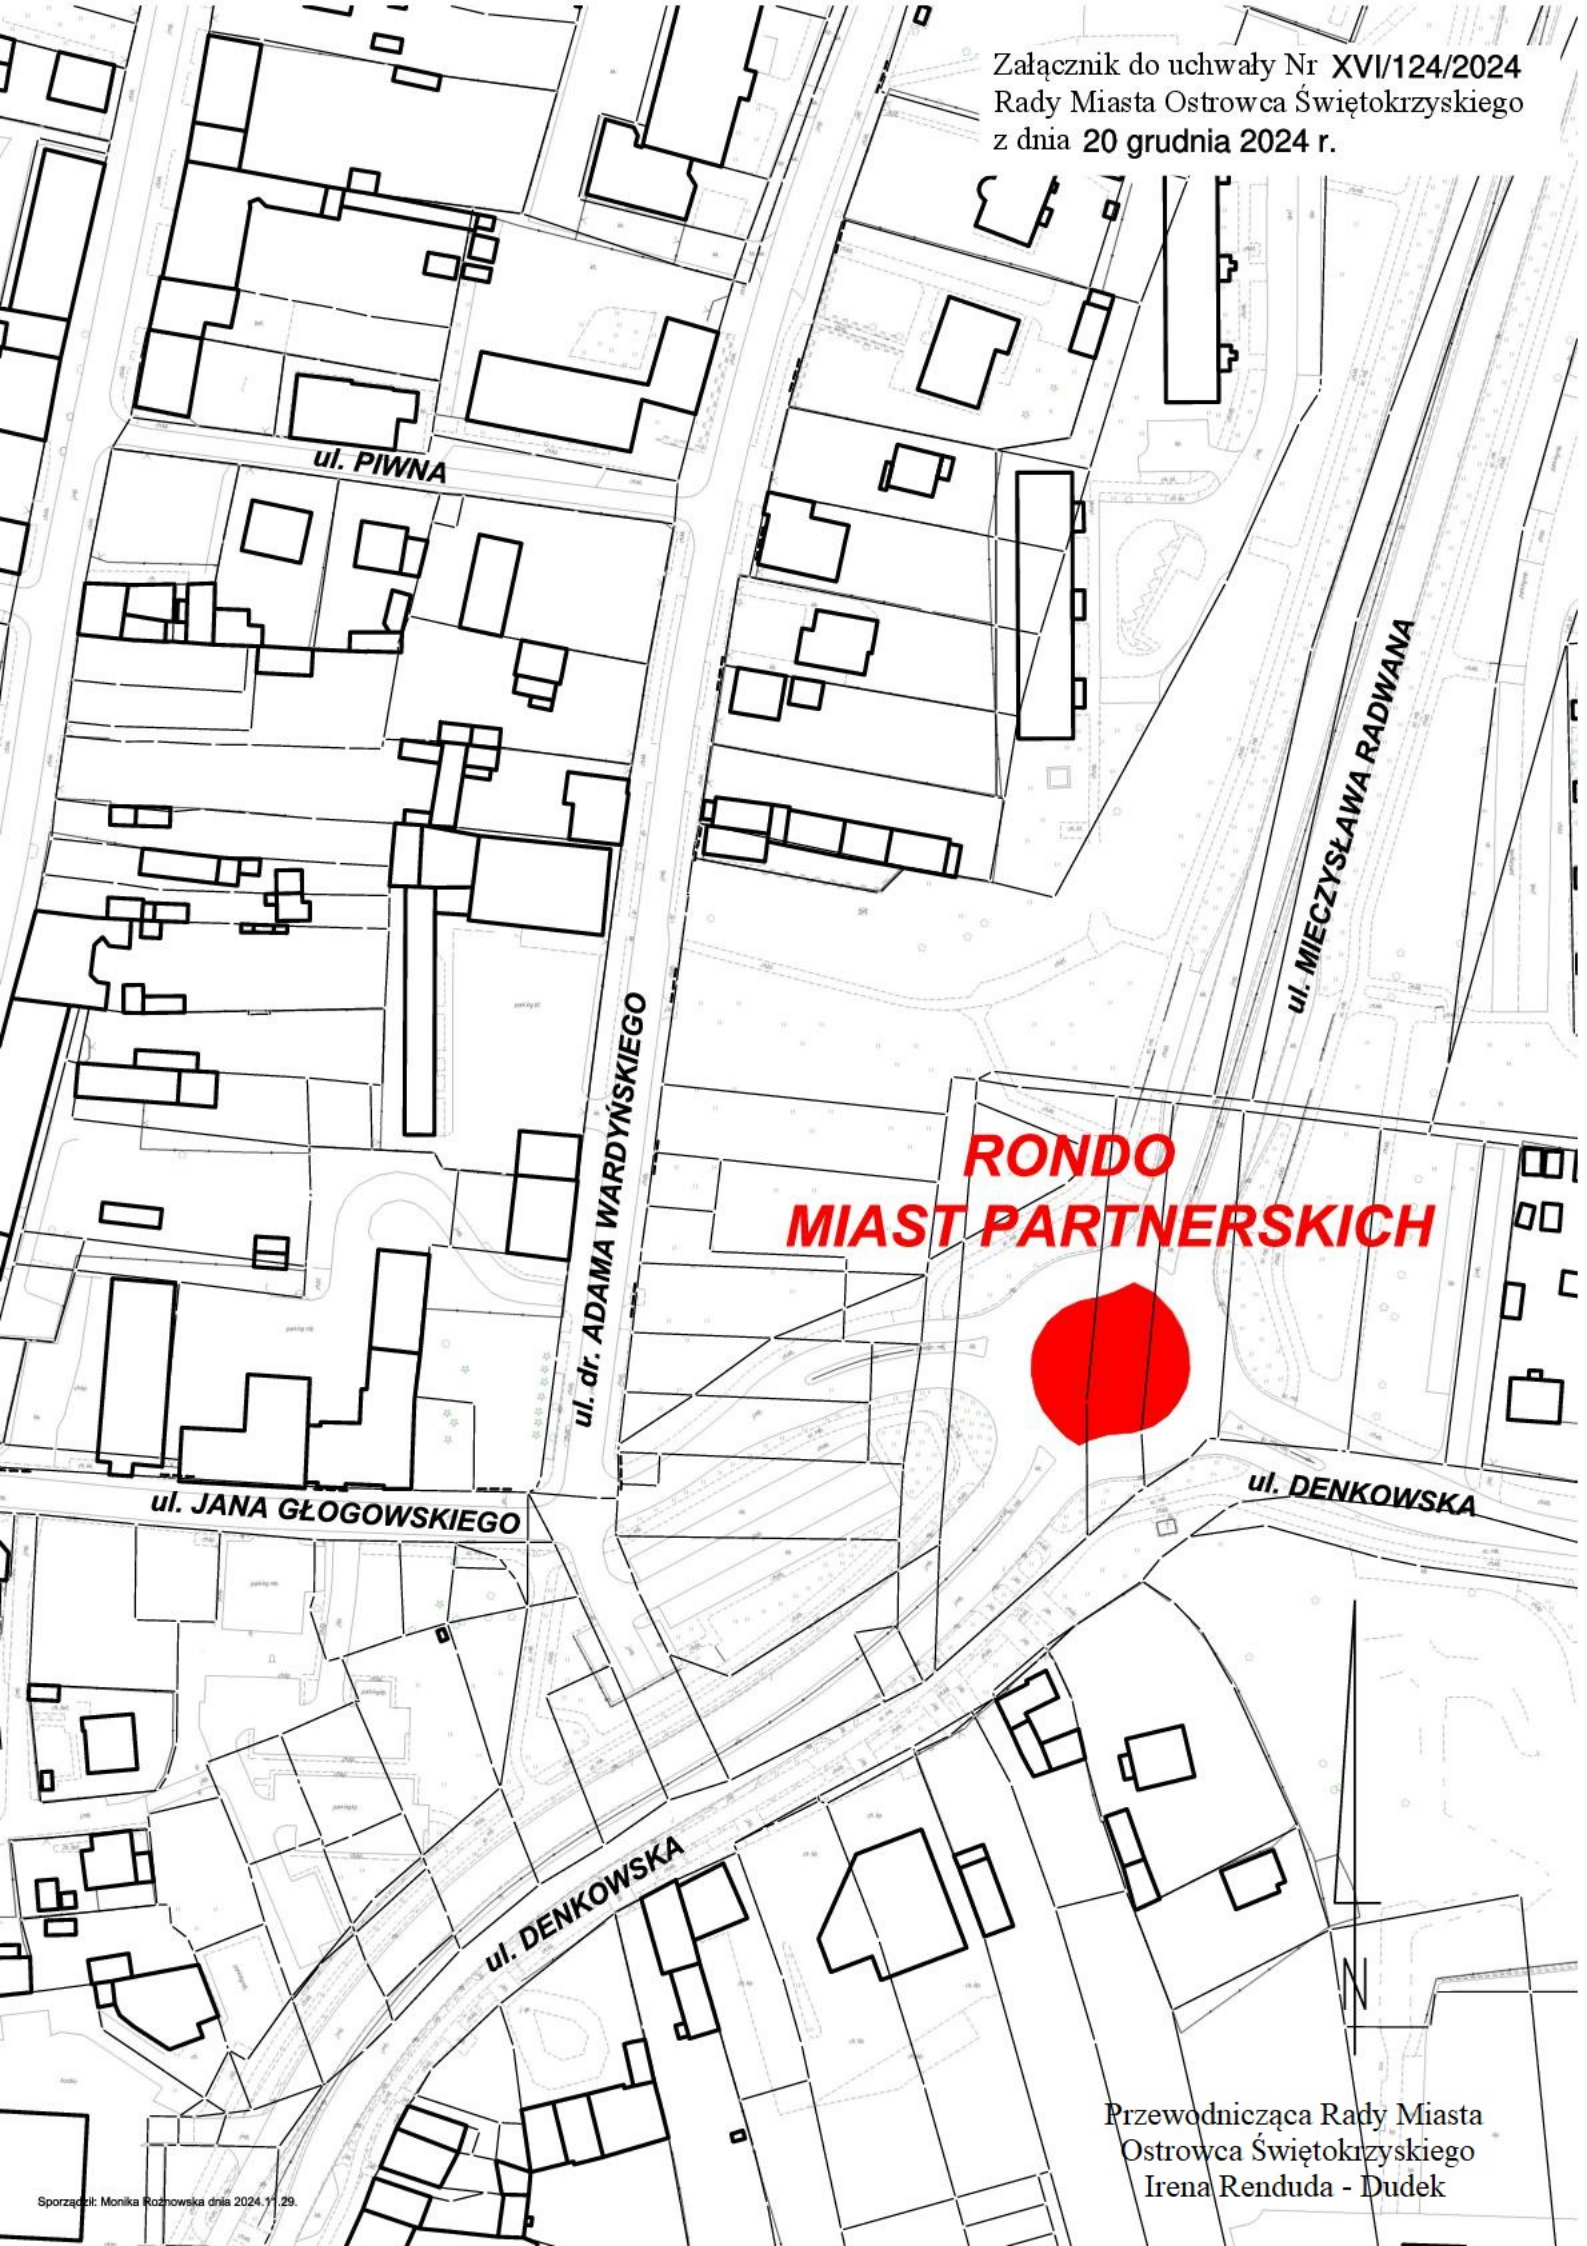 Załącznik do uchwały Nr XVI/124/2024
Rady Miasta Ostrowca Świętokrzyskiego
z dnia 20 grudnia 2024 r.
ul. PIWNA
ul. MIECZYSŁAWA RADWANA
ul. dr. ADAMA WARDYŃSKIEGO
RONDO
MIAST PARTNERSKICH
ul. JANA GŁOGOWSKIEGO
ul. DENKOWSKA
ul. DENKOWSKA
N
Przewodnicząca Rady Miasta
Ostrowca Świętokrzyskiego
Irena Renduda - Dudek
Sporządził: Monika Rożnowska dnia 2024.11.29.